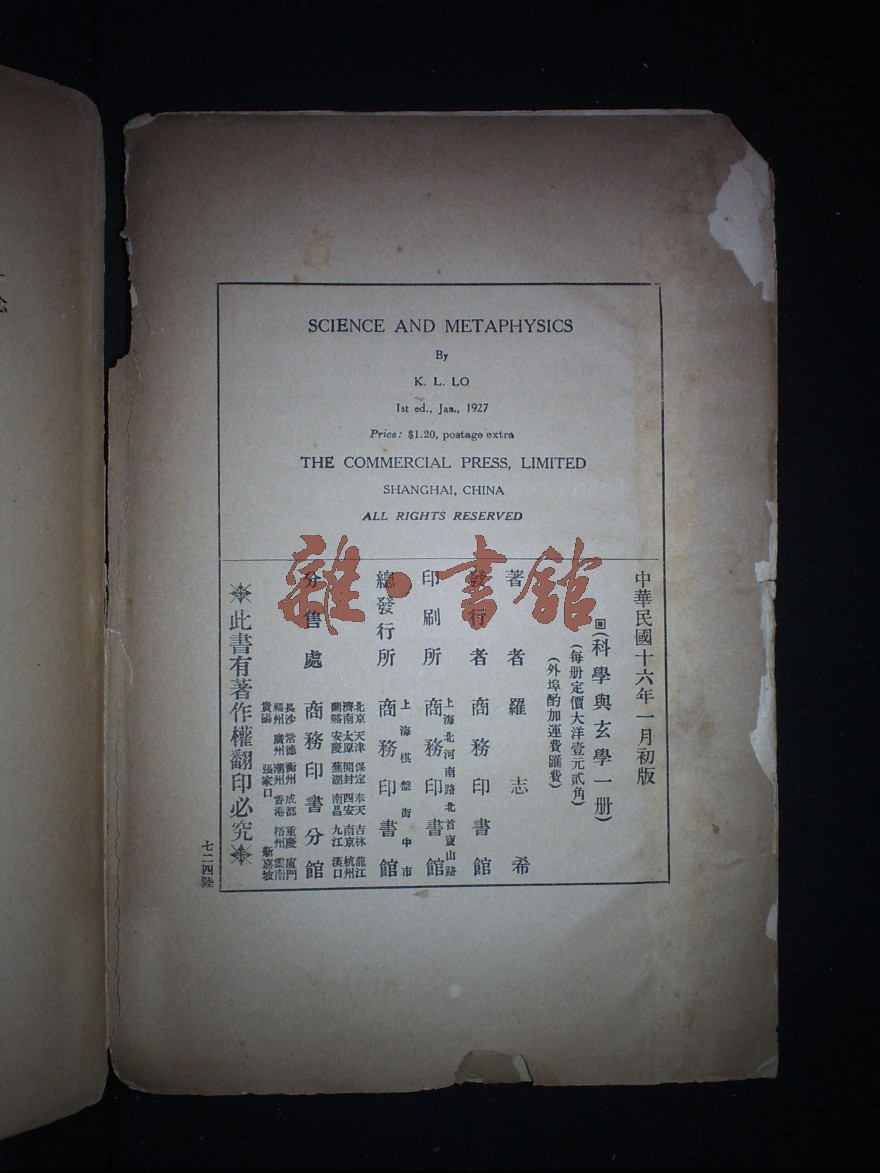 SCIENCE AND METAPHYSICS
By
K. L. LO
1st ed., Jan., 1927
Price: $1.20, postage extra
THE COMMERCIAL PRESS, LIMITED
SHANGHAI, CHINA
ALL RIGHTS RESERVED
中華民國十六年一月初版
(科學與玄學一册)
(每册定價大洋壹元貳角)
(外埠酌加運費匯費)
著者 羅志希
發行者 商務印書館
上海北河南路北首寶山路
印刷所 商務印書館
上海棋盤街中市
總發行所 商務印書館
北京 天津 保定 奉天 吉林 龍江
濟南 太原 開封 西安 南京 杭州
蘭谿 安慶 蕪湖 南昌 九江 漢口
分售處 商務印書分館
長沙 常德 衡州 成都 重慶 廈門
福州 廣州 潮州 香港 梧州 雲南
貴陽 張家口 新嘉坡
此書有著作權翻印必究
七二四陸
雜·書館